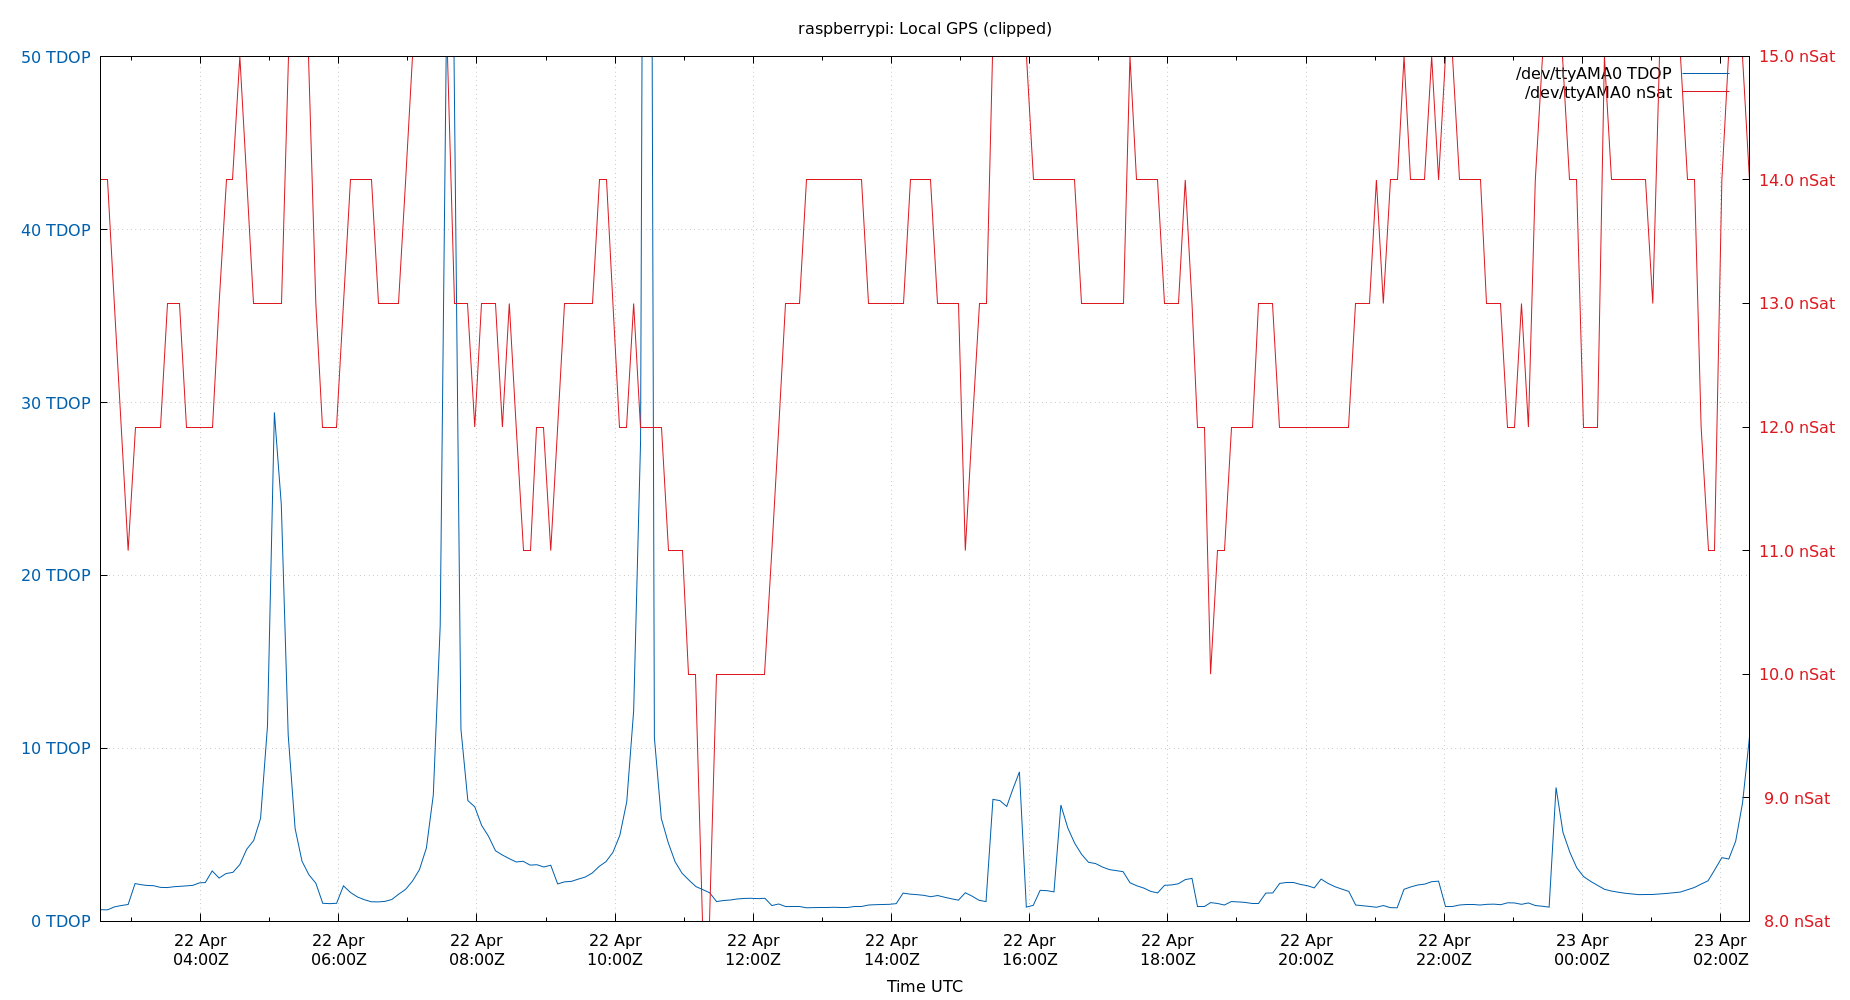 raspberrypi: Local GPS (clipped)
50 TDOP
40 TDOP
30 TDOP
20 TDOP
10 TDOP
0 TDOP
15.0 nSat
14.0 nSat
13.0 nSat
12.0 nSat
11.0 nSat
10.0 nSat
9.0 nSat
8.0 nSat
/dev/ttyAMA0 TDOP
/dev/ttyAMA0 nSat
22 Apr
04:00Z
22 Apr
06:00Z
22 Apr
08:00Z
22 Apr
10:00Z
22 Apr
12:00Z
22 Apr
14:00Z
22 Apr
16:00Z
22 Apr
18:00Z
22 Apr
20:00Z
22 Apr
22:00Z
23 Apr
00:00Z
23 Apr
02:00Z
Time UTC